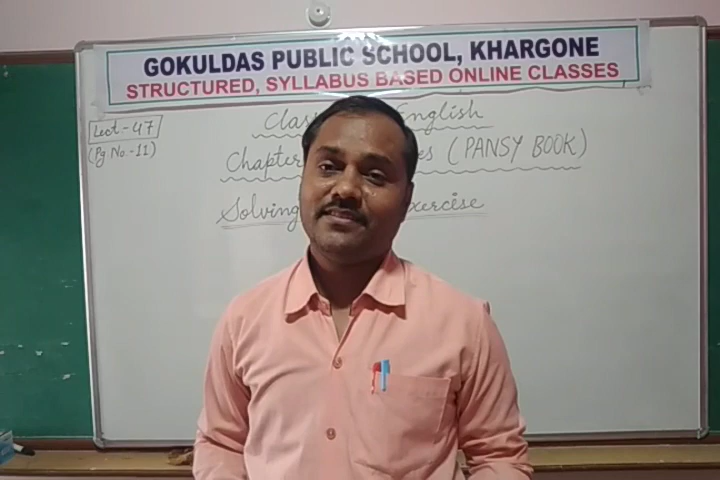 GOKULDAS PUBLIC SCHOOL, KHARGONE
STRUCTURED, SYLLABUS BASED ONLINE CLASSES
Lect-47
(Pg No.-11)
English
Chapter (PANSY BOOK)
Solving